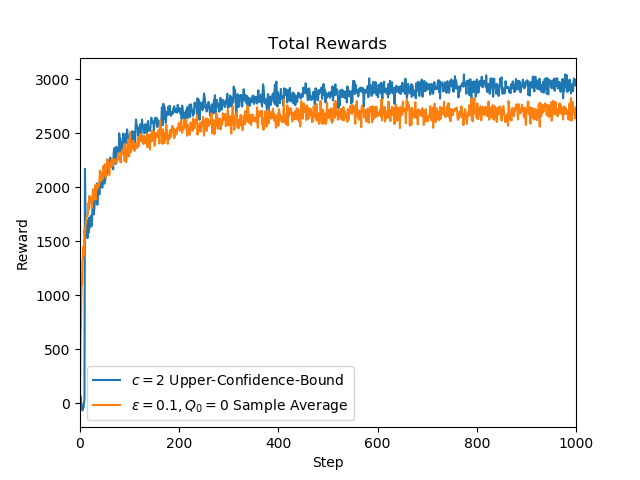 Total Rewards
3000
2500
2000
1500
1000
500
0
Reward
c = 2 Upper-Confidence-Bound
ε = 0.1, Q₀ = 0 Sample Average
0 200 400 600 800 1000
Step